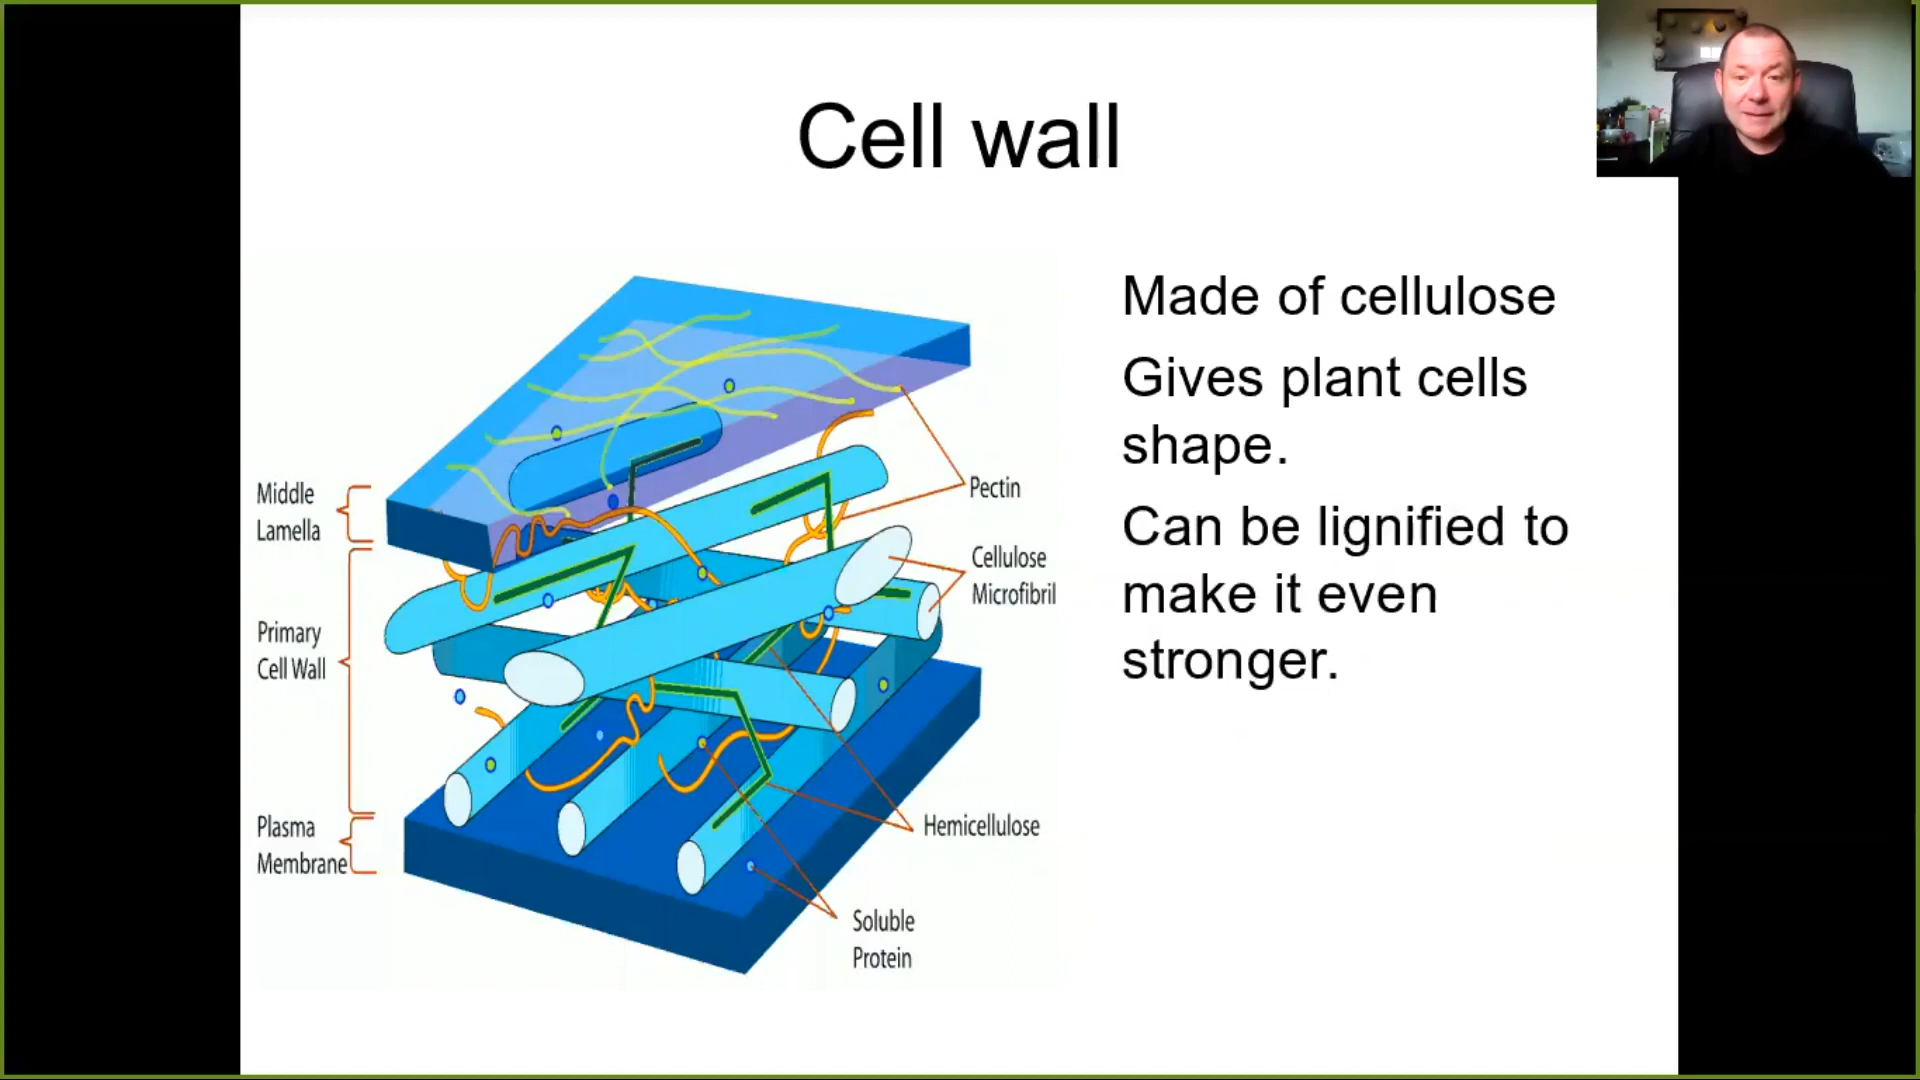 Cell wall
Made of cellulose
Gives plant cells
shape.
Can be lignified to
make it even
stronger.
Middle
Lamella
Primary
Cell Wall
Plasma
Membrane
Pectin
Cellulose
Microfibril
Hemicellulose
Soluble
Protein